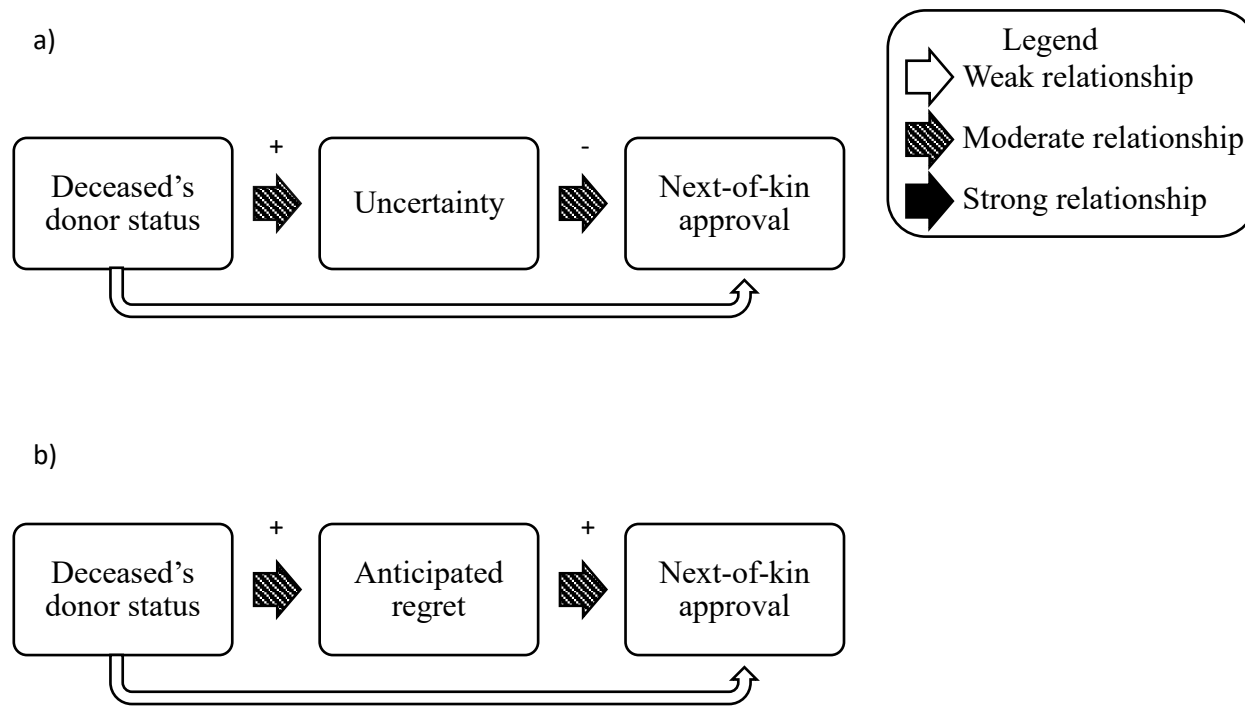 a)
Legend
Weak relationship
Moderate relationship
Strong relationship
+
-
Deceased’s
donor status
Uncertainty
Next-of-kin
approval
b)
+
+
Deceased’s
donor status
Anticipated
regret
Next-of-kin
approval